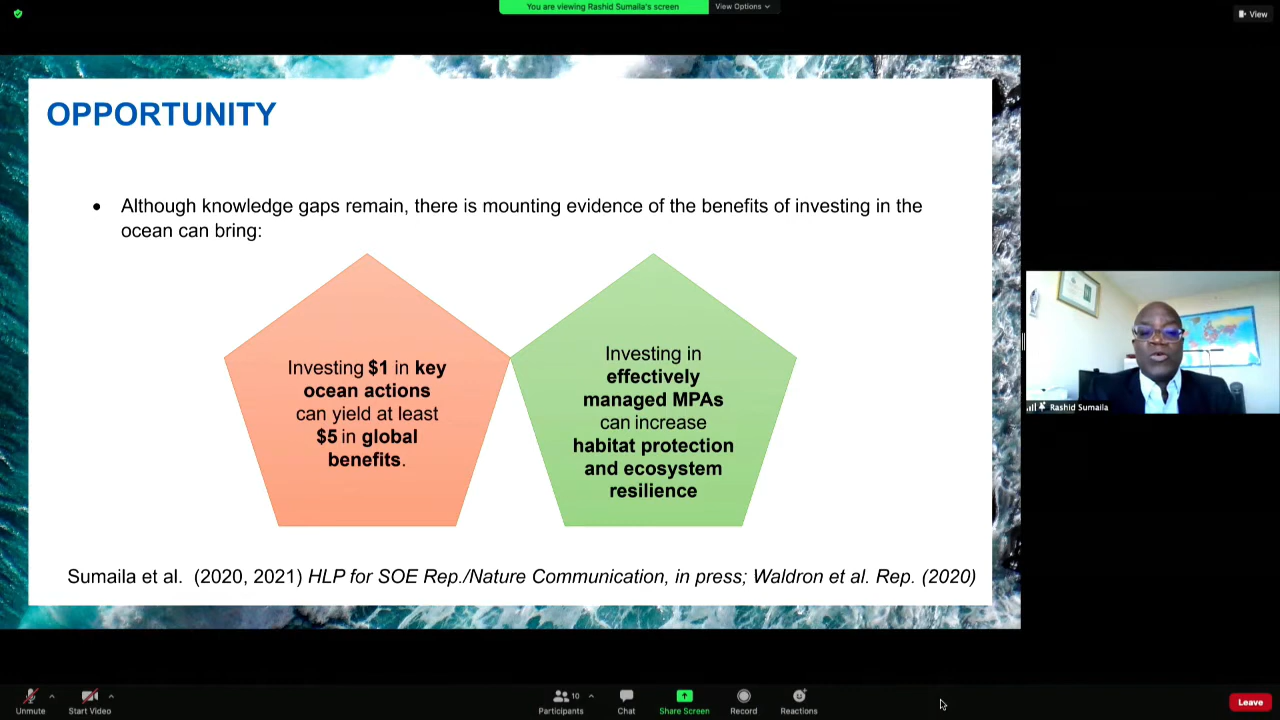 You are viewing Rashid Sumaila's screen
View Options
View
OPPORTUNITY
• Although knowledge gaps remain, there is mounting evidence of the benefits of investing in the
ocean can bring:
Investing $1 in key
ocean actions
can yield at least
$5 in global
benefits.
Investing in
effectively
managed MPAs
can increase
habitat protection
and ecosystem
resilience
Sumaila et al. (2020, 2021) HLP for SOE Rep./Nature Communication, in press; Waldron et al. Rep. (2020)
Rashid Sumaila
Unmute
Start Video
10
Participants
Chat
Share Screen
Record
Reactions
Leave